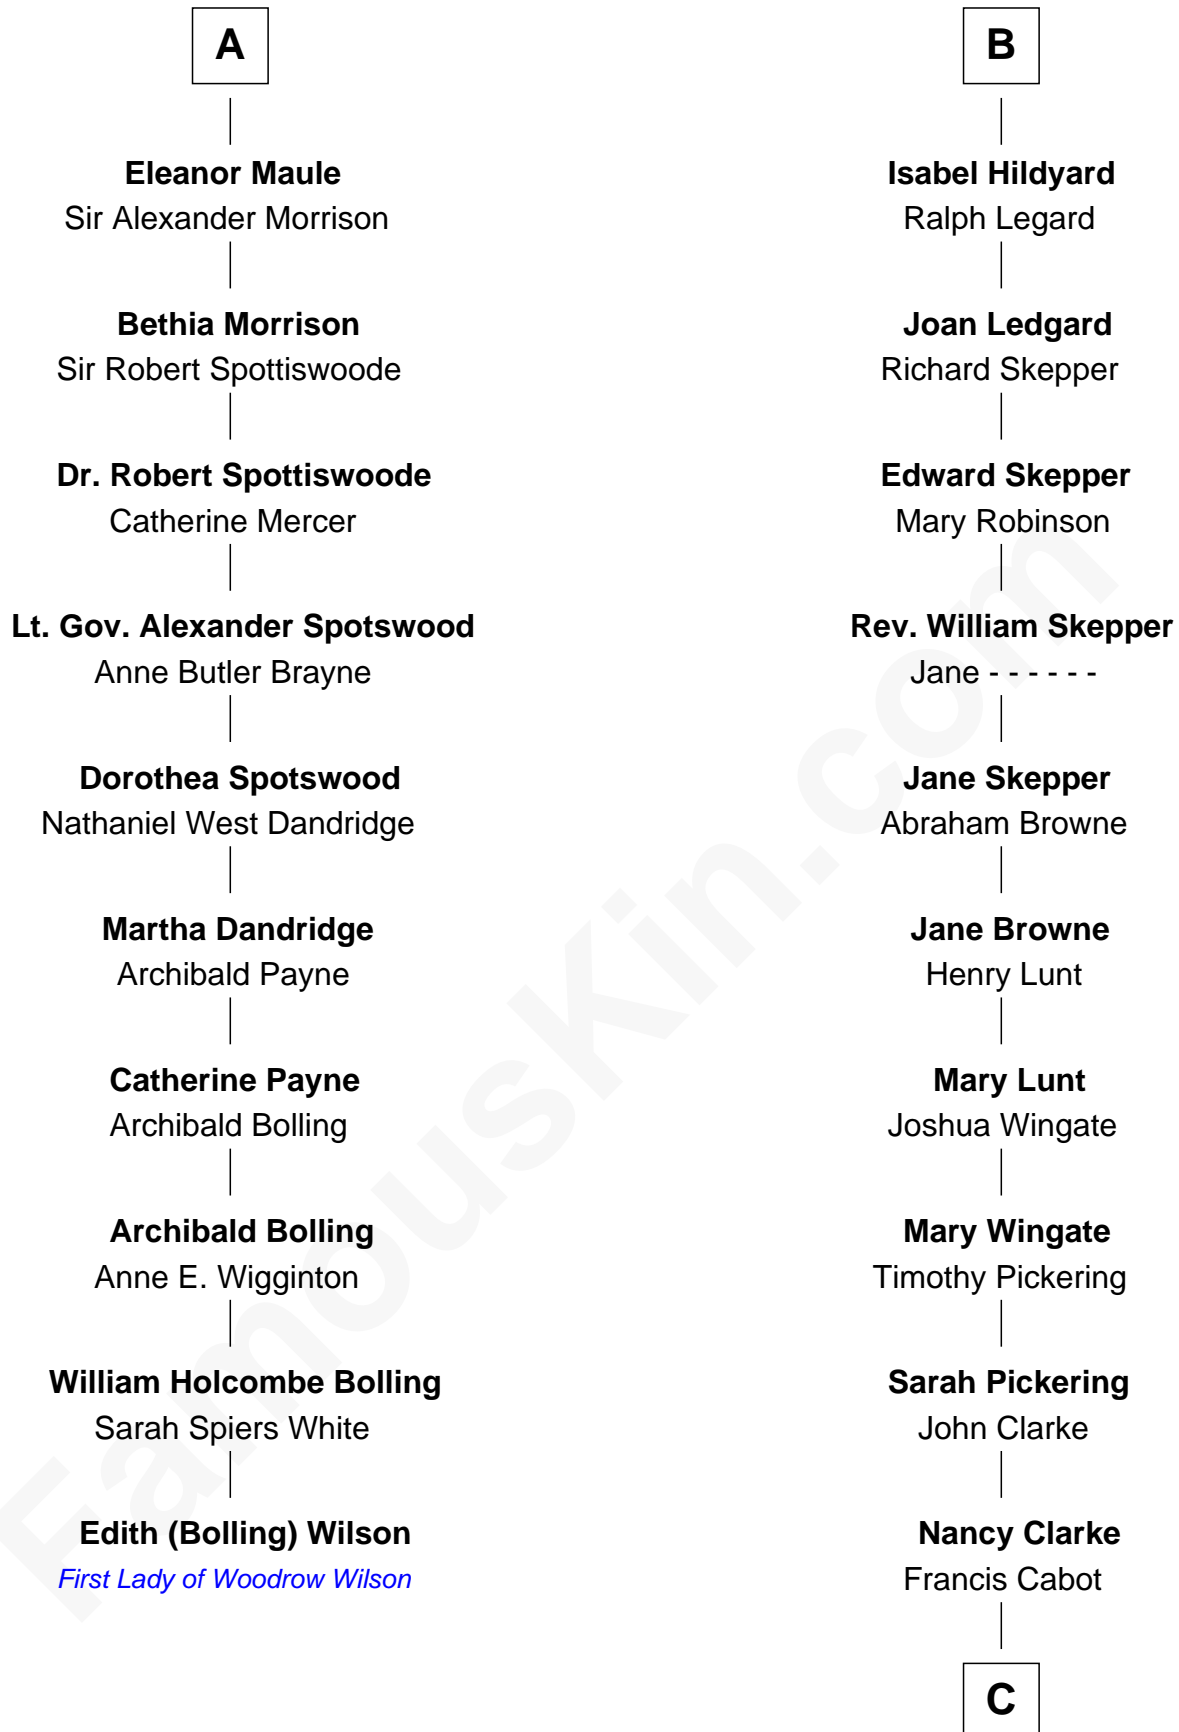 A
Eleanor Maule
Sir Alexander Morrison
Bethia Morrison
Sir Robert Spottiswoode
Dr. Robert Spottiswoode
Catherine Mercer
Lt. Gov. Alexander Spotswood
Anne Butler Brayne
Dorothea Spotswood
Nathaniel West Dandridge
Martha Dandridge
Archibald Payne
Catherine Payne
Archibald Bolling
Archibald Bolling
Anne E. Wigginton
William Holcombe Bolling
Sarah Spiers White
Edith (Bolling) Wilson
First Lady of Woodrow Wilson
B
Isabel Hildyard
Ralph Legard
Joan Ledgard
Richard Skepper
Edward Skepper
Mary Robinson
Rev. William Skepper
Jane - - - - - -
Jane Skepper
Abraham Browne
Jane Browne
Henry Lunt
Mary Lunt
Joshua Wingate
Mary Wingate
Timothy Pickering
Sarah Pickering
John Clarke
Nancy Clarke
Francis Cabot
C
FamousKin.com